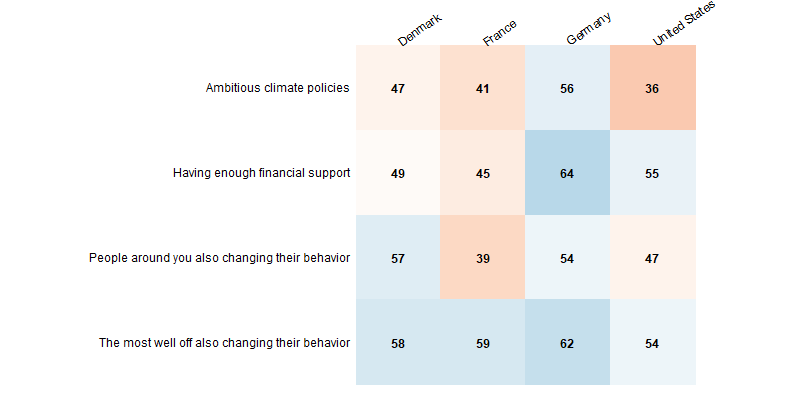 Denmark France Germany United States
Ambitious climate policies 47 41 56 36
Having enough financial support 49 45 64 55
People around you also changing their behavior 57 39 54 47
The most well off also changing their behavior 58 59 62 54